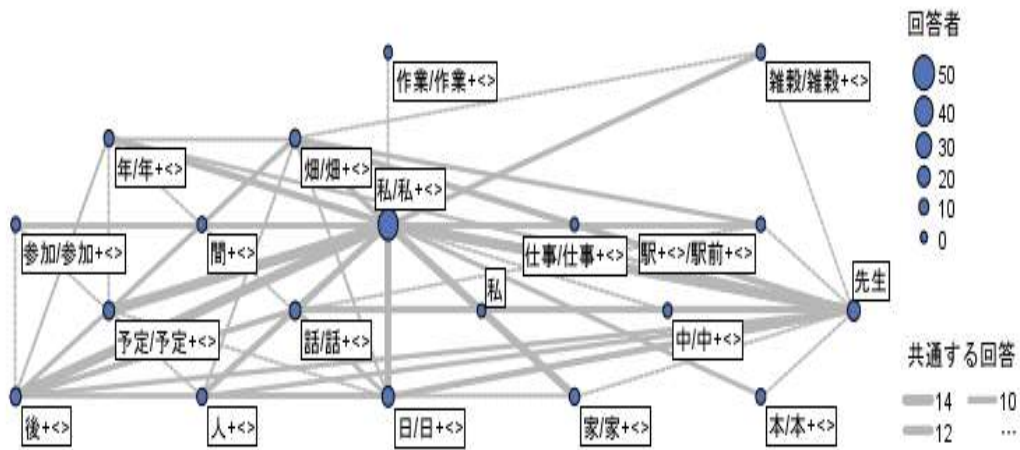 回答者
50
40
30
20
10
0
作業/作業+<>
雑穀/雑穀+<>
年/年+<>
畑/畑+<>
私/私+<>
参加/参加+<>
間+<>
仕事/仕事+<>
駅+<>/駅前+<>
私
先生
予定/予定+<>
話/話+<>
中/中+<>
後+<>
人+<>
日/日+<>
家/家+<>
本/本+<>
共通する回答
14 10
12 ...